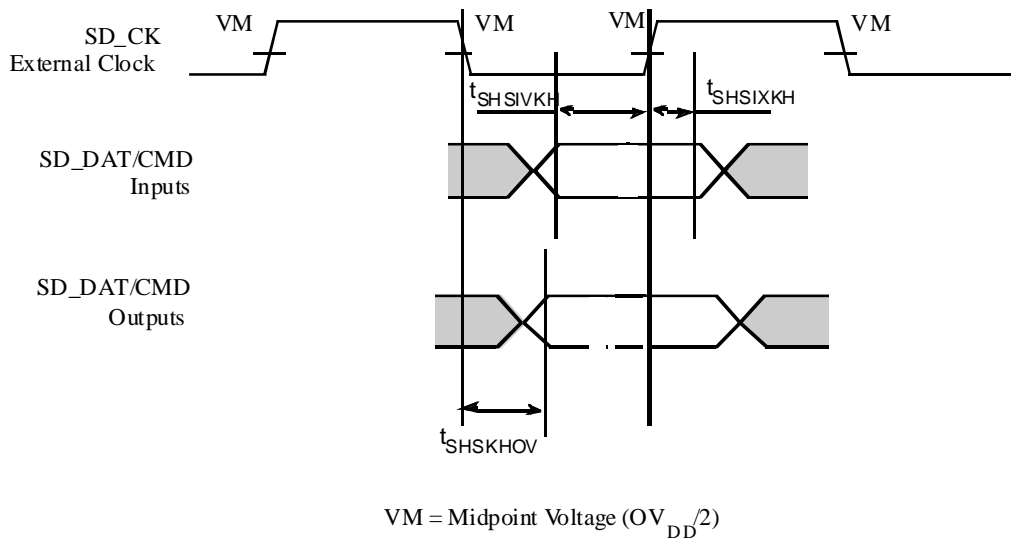 VM
VM
VM
VM
SD_CK
External Clock
tSHSIVKH
tSHSIXKH
SD_DAT/CMD
Inputs
SD_DAT/CMD
Outputs
tSHSKHOV
VM = Midpoint Voltage (OVDD/2)